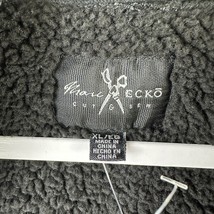 Marc ECKŌ
CUT & SEW
XL/EG
MADE IN
CHINA
HECHO EN
CHINA